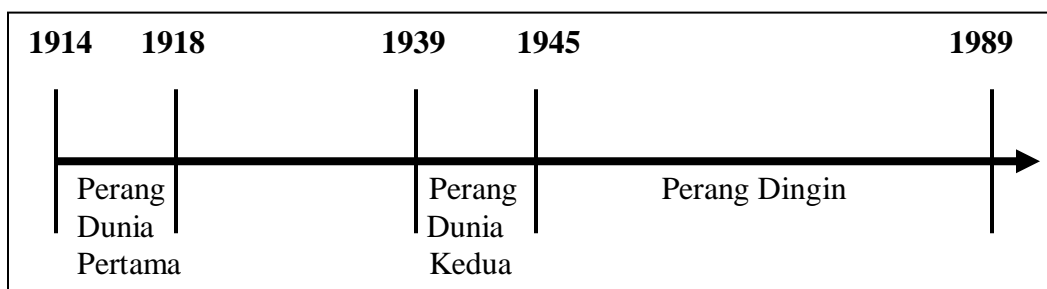 1914 1918 1939 1945 1989
Perang Perang Perang Dingin
Dunia Dunia
Pertama Kedua